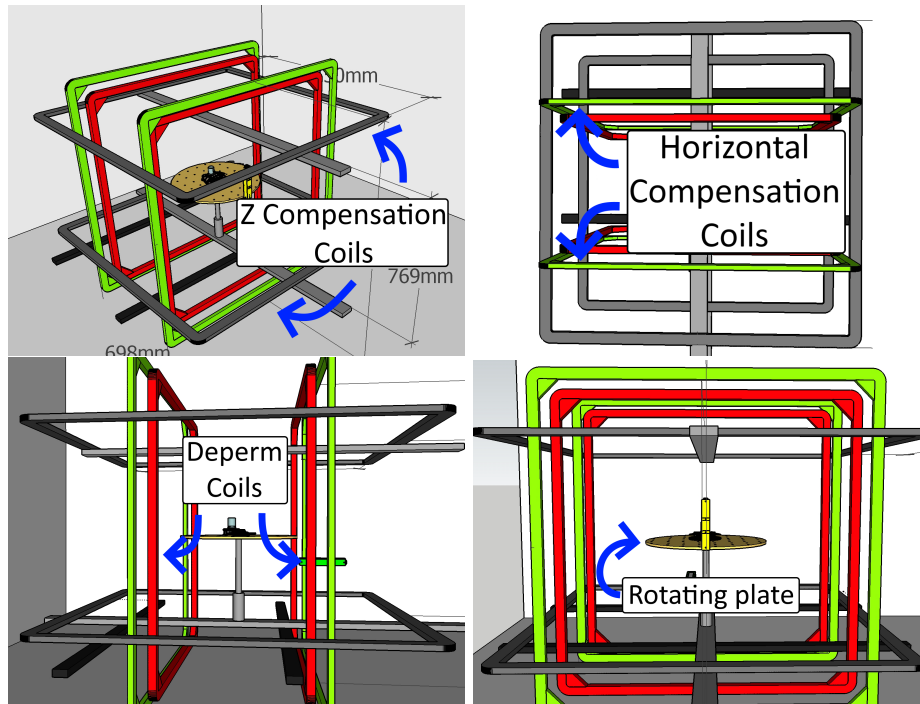 Z Compensation
Coils
769mm
698mm
Horizontal
Compensation
Coils
Deperm
Coils
Rotating plate